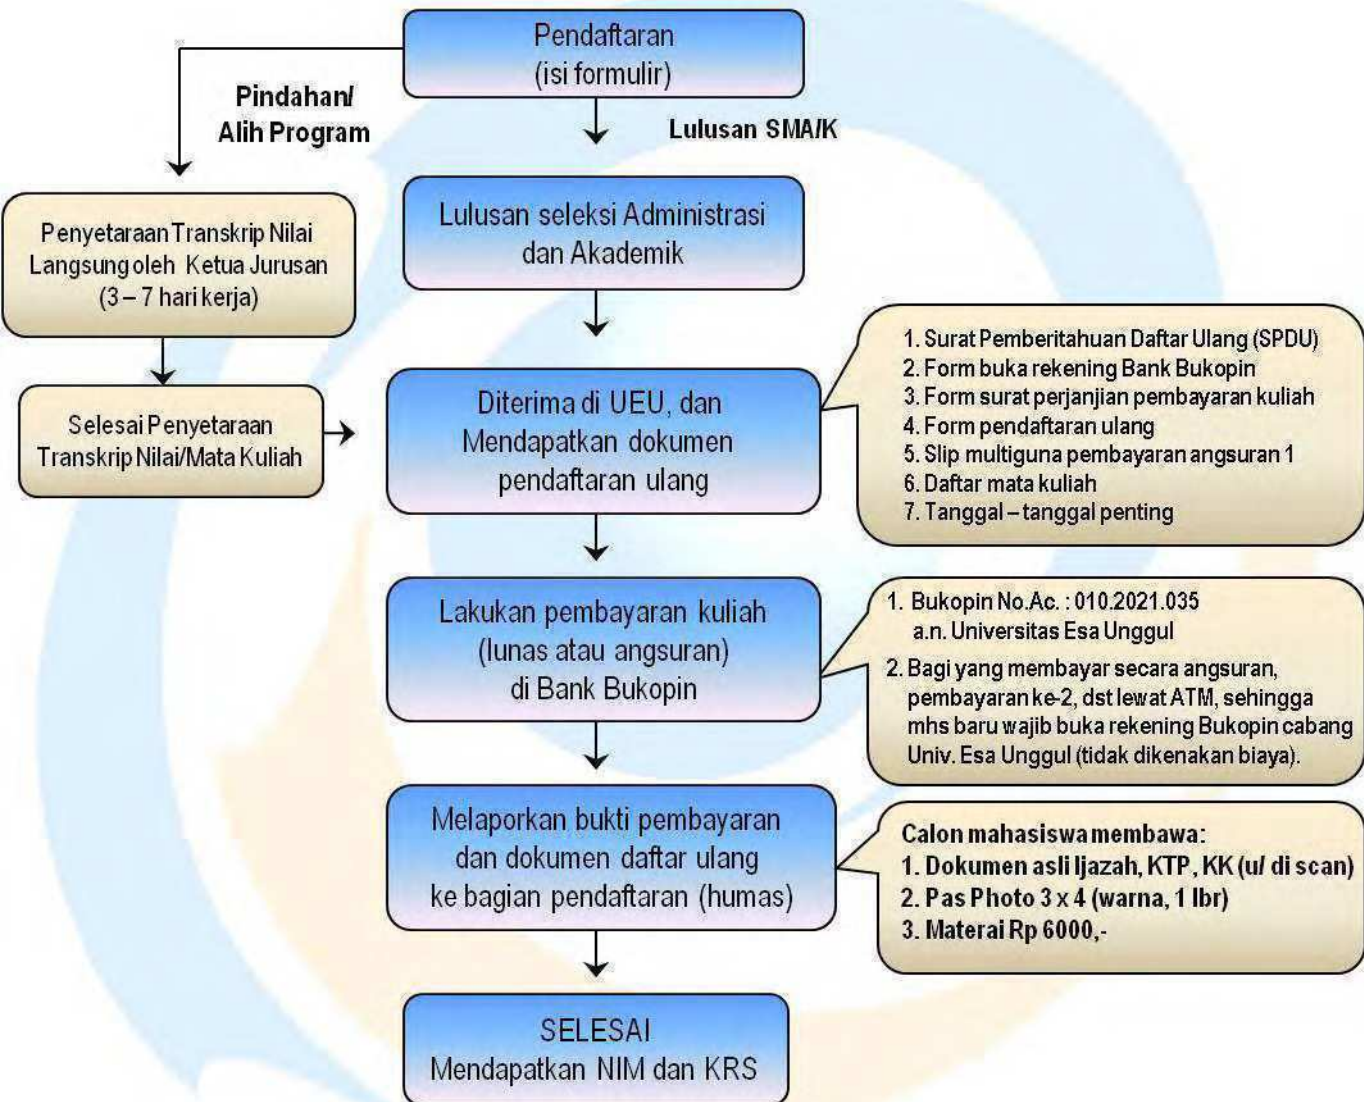 Pendaftaran
(isi formulir)
Pindahan/
Alih Program
Lulusan SMA/K
Penyetaraan Transkrip Nilai
Langsung oleh Ketua Jurusan
(3 – 7 hari kerja)
Lulusan seleksi Administrasi
dan Akademik
Selesai Penyetaraan
Transkrip Nilai/Mata Kuliah
Diterima di UEU, dan
Mendapatkan dokumen
pendaftaran ulang
1. Surat Pemberitahuan Daftar Ulang (SPDU)
2. Form buka rekening Bank Bukopin
3. Form surat perjanjian pembayaran kuliah
4. Form pendaftaran ulang
5. Slip multiguna pembayaran angsuran 1
6. Daftar mata kuliah
7. Tanggal – tanggal penting
Lakukan pembayaran kuliah
(lunas atau angsuran)
di Bank Bukopin
1. Bukopin No.Ac. : 010.2021.035
a.n. Universitas Esa Unggul
2. Bagi yang membayar secara angsuran,
pembayaran ke-2, dst lewat ATM, sehingga
mhs baru wajib buka rekening Bukopin cabang
Univ. Esa Unggul (tidak dikenakan biaya).
Melaporkan bukti pembayaran
dan dokumen daftar ulang
ke bagian pendaftaran (humas)
Calon mahasiswa membawa:
1. Dokumen asli Ijazah, KTP, KK (u/ di scan)
2. Pas Photo 3 x 4 (warna, 1 lbr)
3. Materai Rp 6000,-
SELESAI
Mendapatkan NIM dan KRS